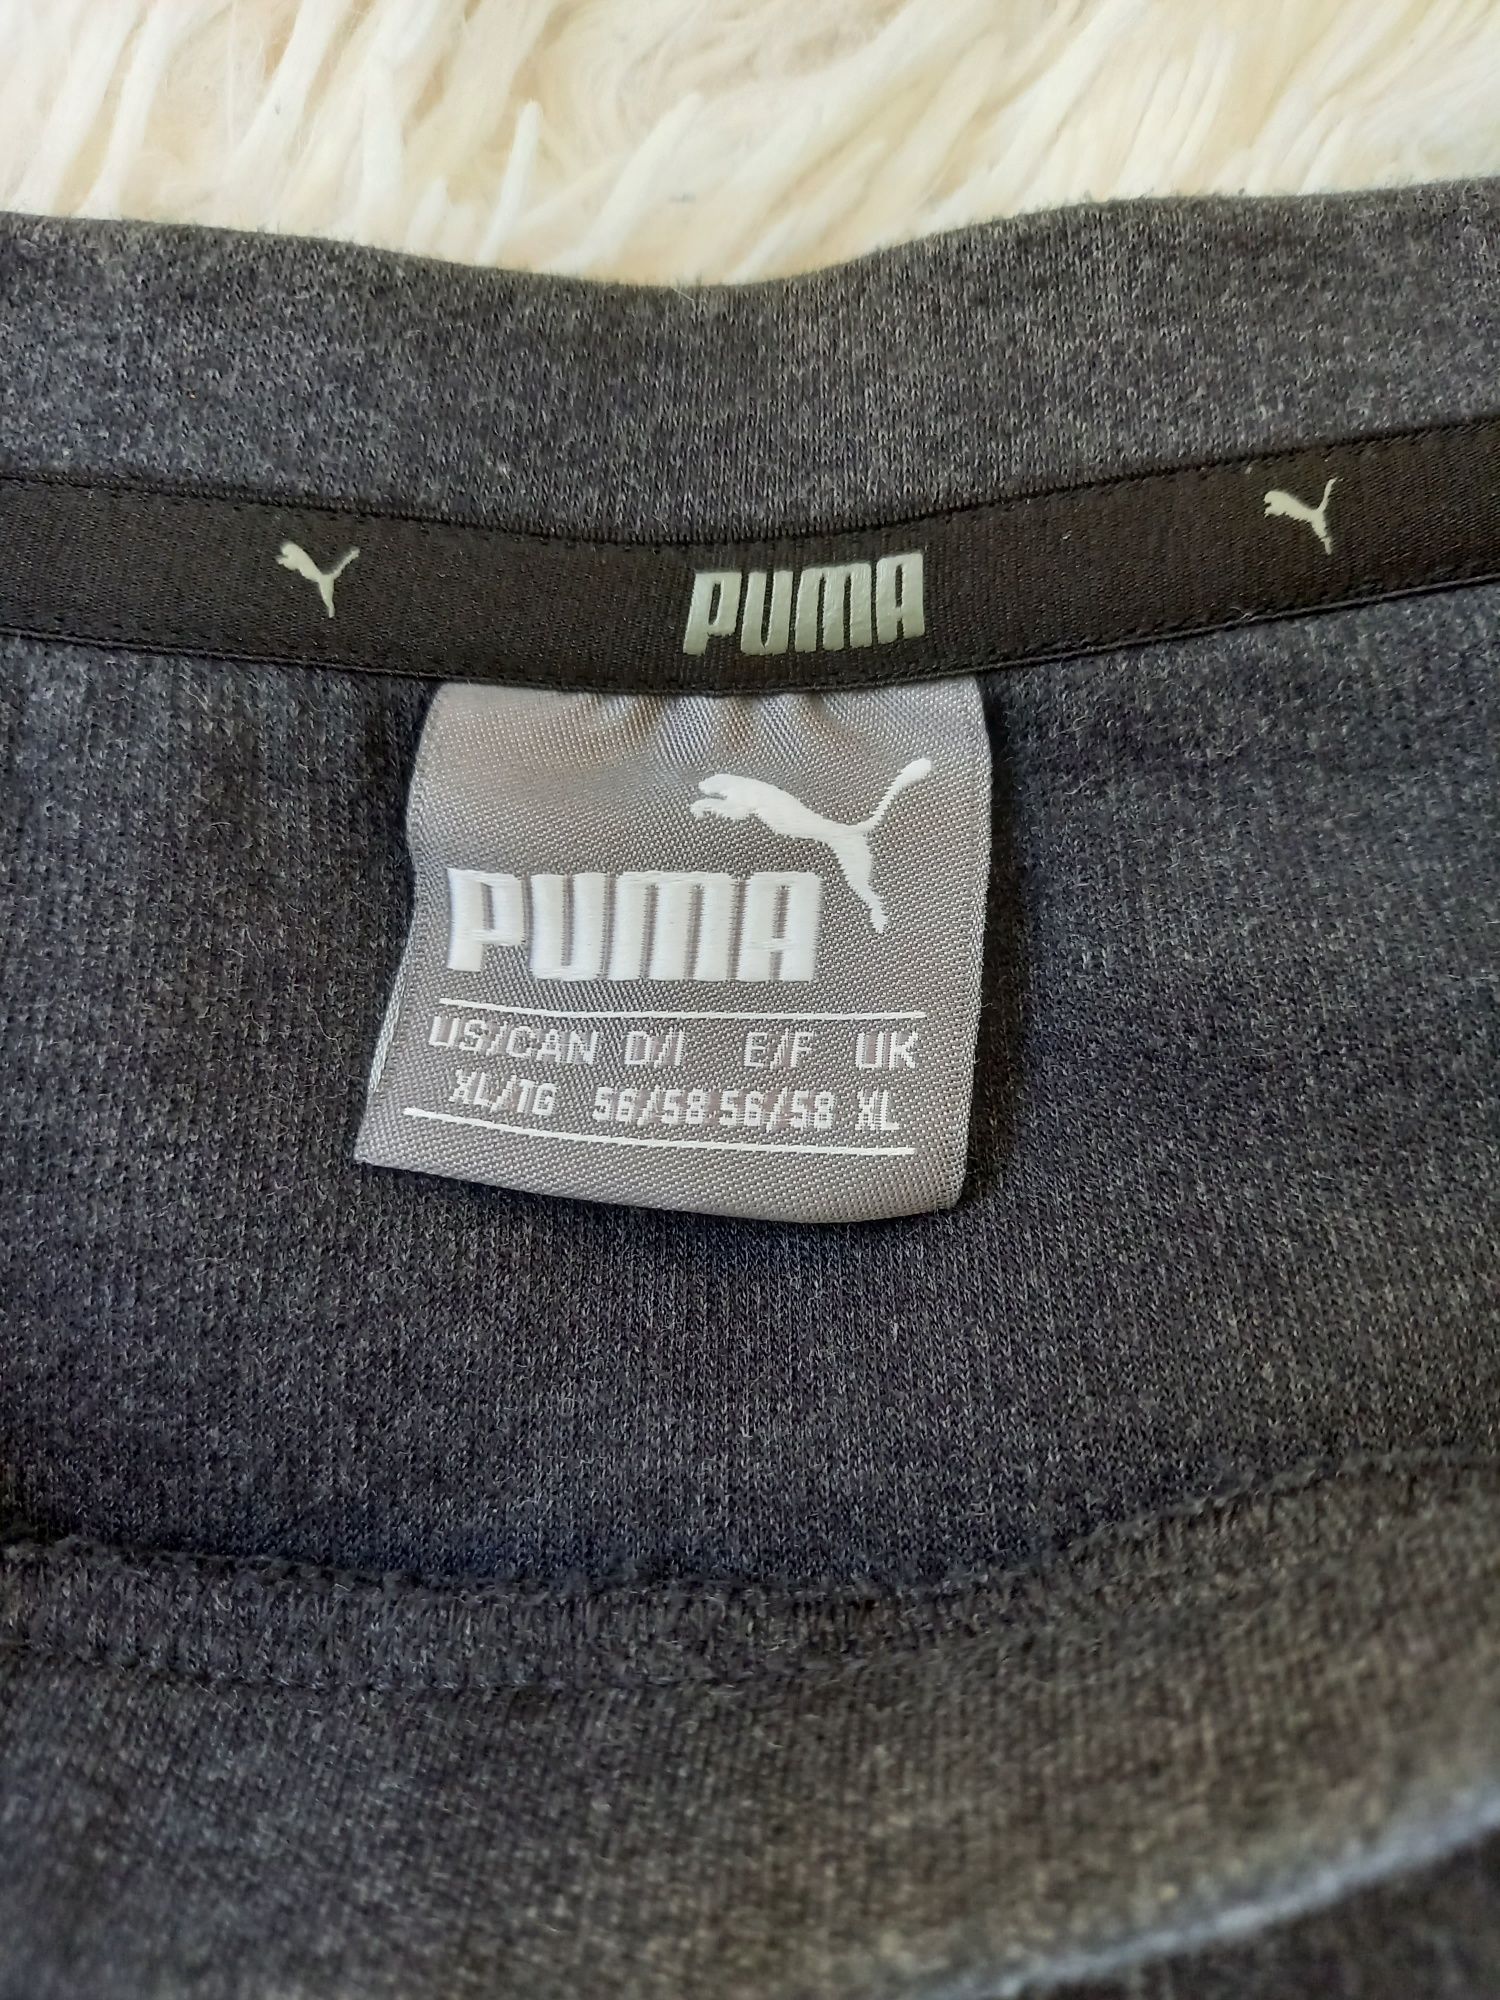 PUMA
PUMA
US/CAN D/I E/F UK
XL/TG 56/58 56/58 XL